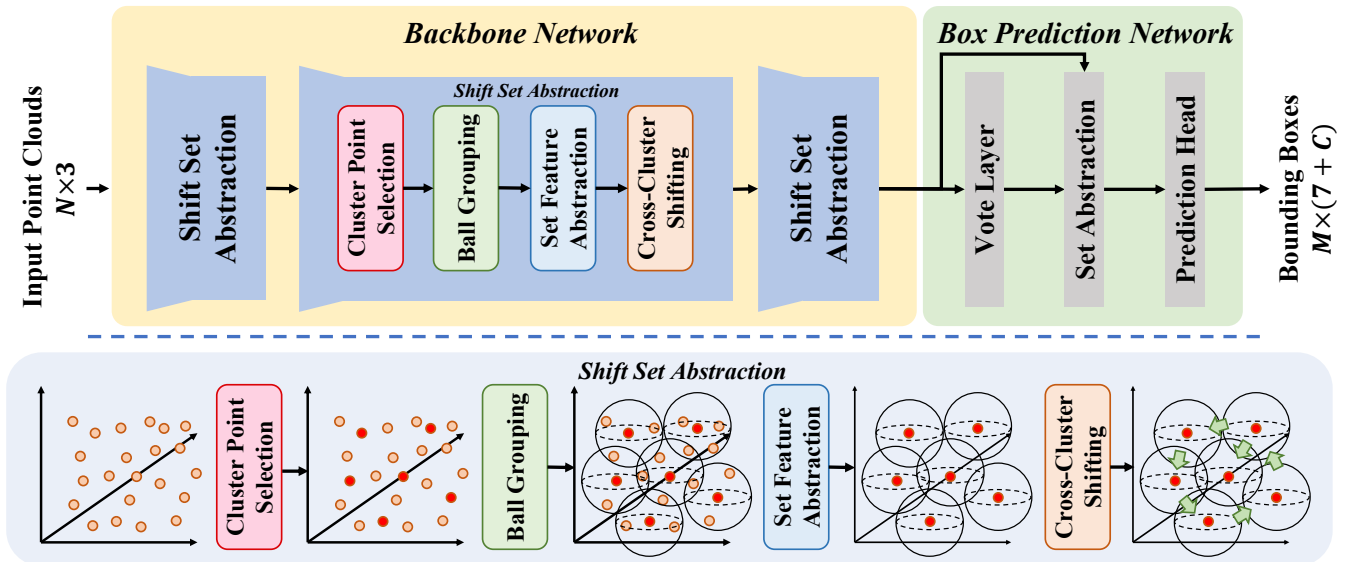 Backbone Network
Box Prediction Network
Input Point Clouds
N×3
Shift Set
Abstraction
Shift Set Abstraction
Cluster Point
Selection
Ball Grouping
Set Feature
Abstraction
Cross-Cluster
Shifting
Shift Set
Abstraction
Vote Layer
Set Abstraction
Prediction Head
Bounding Boxes
M×(7 + C)
Shift Set Abstraction
Cluster Point
Selection
Ball Grouping
Set Feature
Abstraction
Cross-Cluster
Shifting